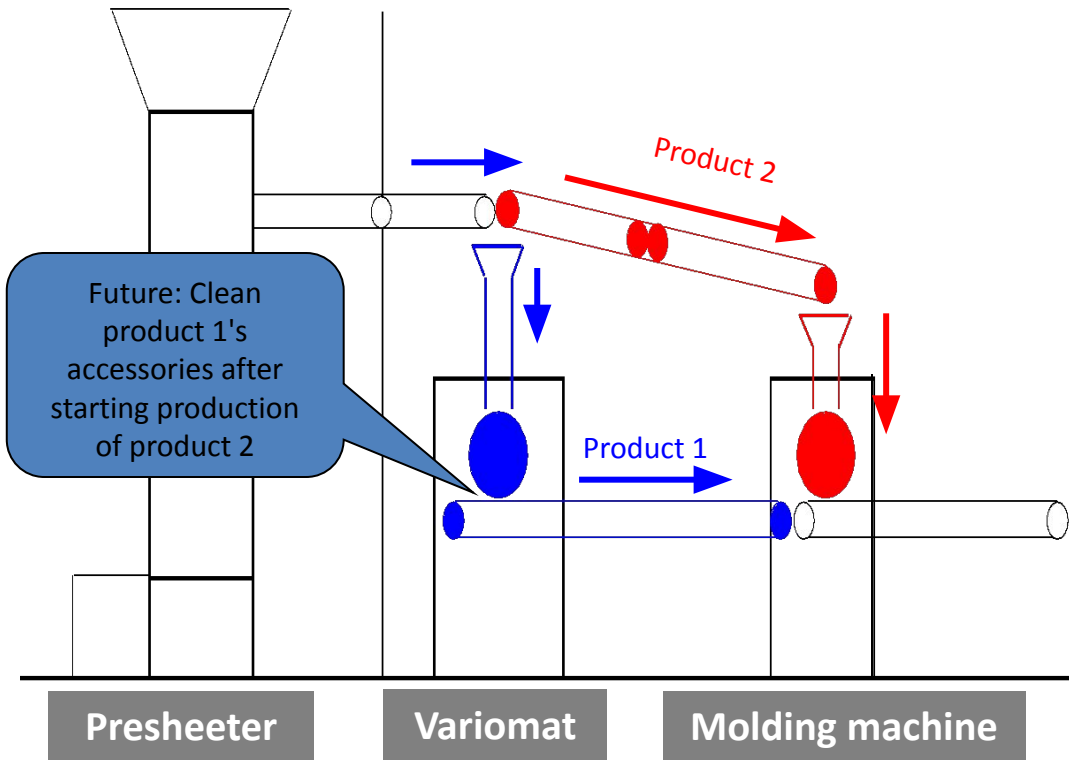 Product 2
Future: Clean
product 1's
accessories after
starting production
of product 2
Product 1
Presheeter
Variomat
Molding machine